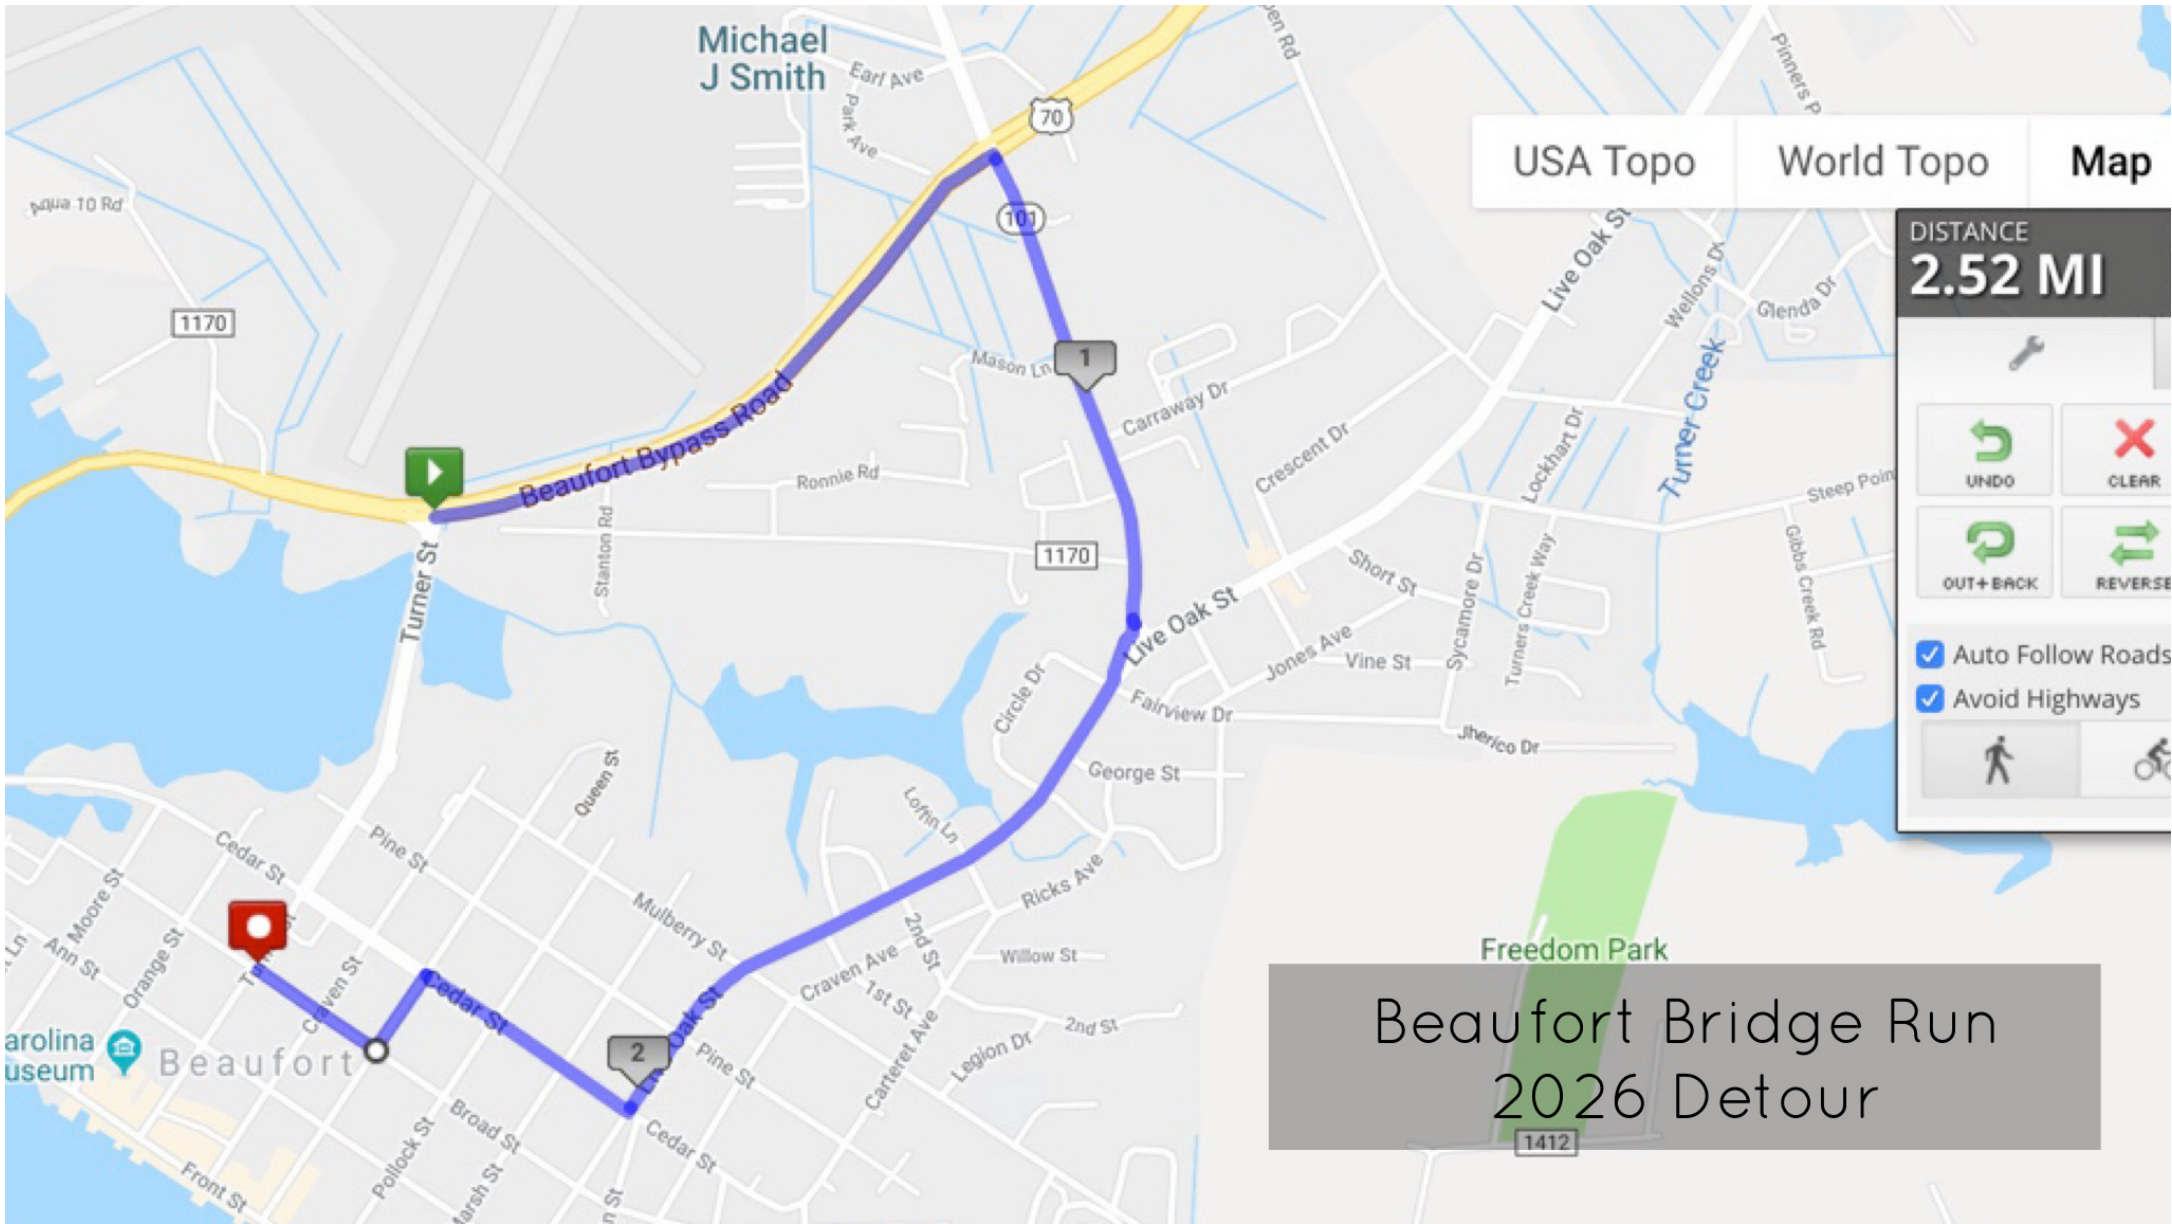 Michael
J Smith
Earl Ave
Park Ave
70
Pinners
USA Topo
World Topo
Map
10 Rd
101
DISTANCE
2.52 MI
Live Oak St
Wellons Dr
Glenda Dr
1170
1
Mason Ln
Carraway Dr
Turner Creek
Beaufort Bypass Road
Crescent Dr
Lockhart Dr
Ronnie Rd
Steep Poin
UNDO
CLEAR
Stanton Rd
1170
Gibbs Creek Rd
Turner St
Short St
Sycamore Dr
Turners Creek Way
OUT+BACK
REVERSE
Live Oak St
Jones Ave
Vine St
Auto Follow Roads
Avoid Highways
Circle Dr
Fairview Dr
Jherico Dr
George St
Queen St
Loftin Ln
Cedar St
Pine St
Ricks Ave
Moore St
Mulberry St
Ann St
Orange St
2nd St
Craven Ave
Willow St
Freedom Park
Craven St
Cedar St
Oak St
1st St
2nd St
Legion Dr
Carteret Ave
2
Pine St
arolina
useum
Beaufort
Broad St
Cedar St
Pollock St
Front St
arsh St
Beaufort Bridge Run
2026 Detour
1412